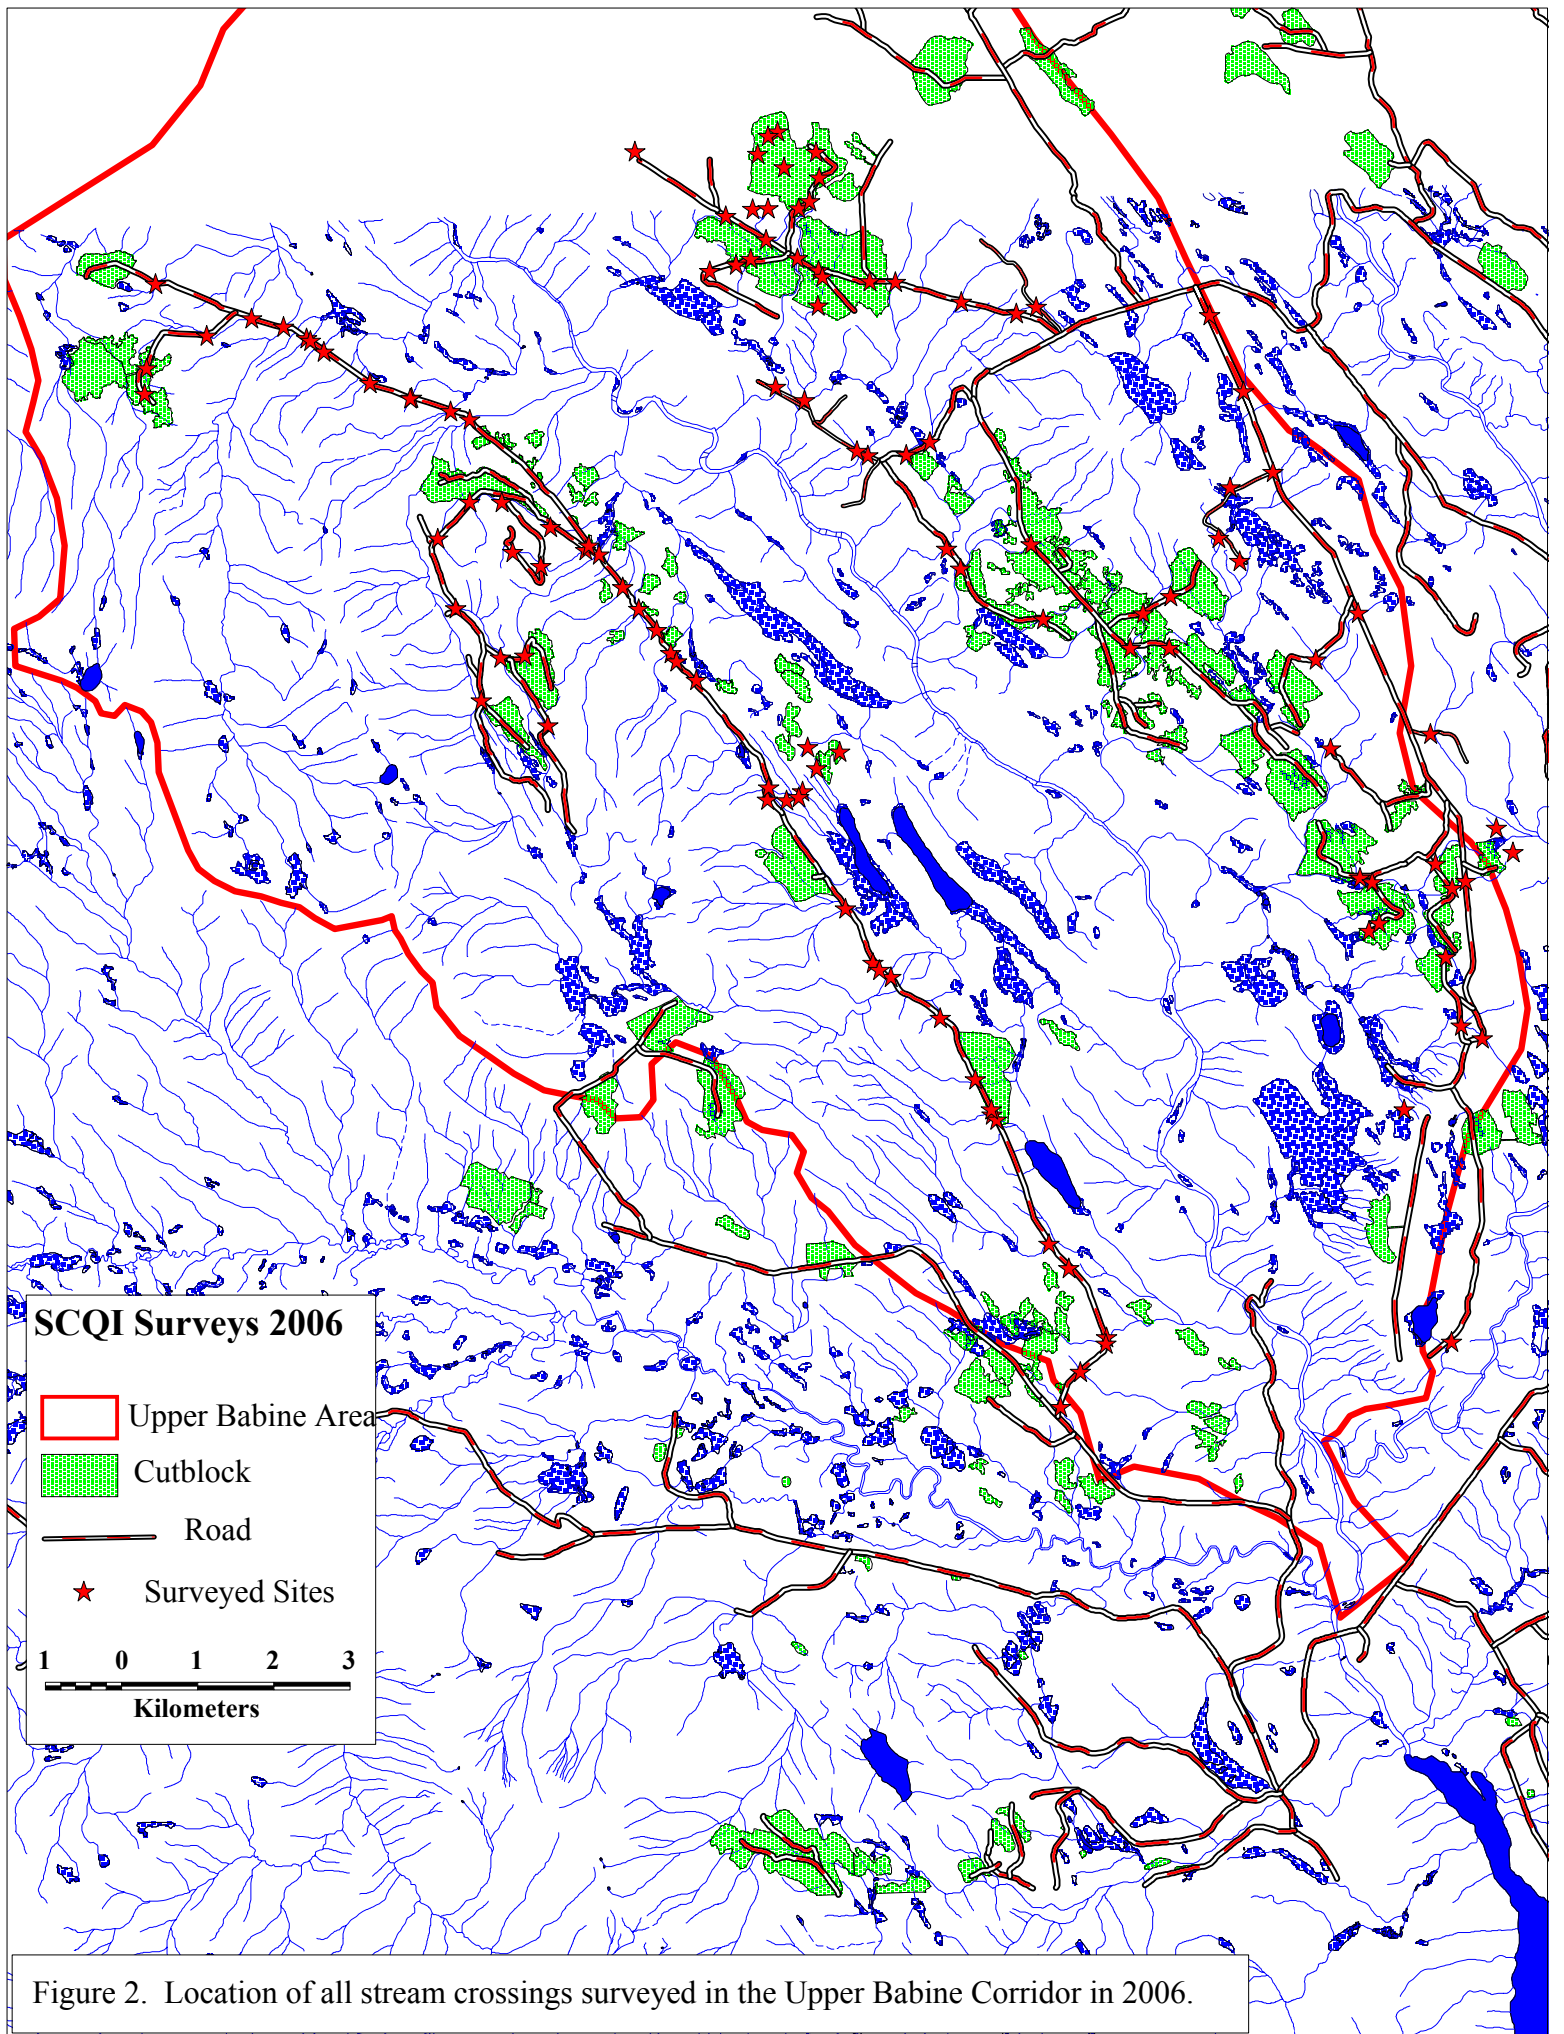 SCQI Surveys 2006
Upper Babine Area
Cutblock
Road
Surveyed Sites
1 0 1 2 3
Kilometers
Figure 2. Location of all stream crossings surveyed in the Upper Babine Corridor in 2006.